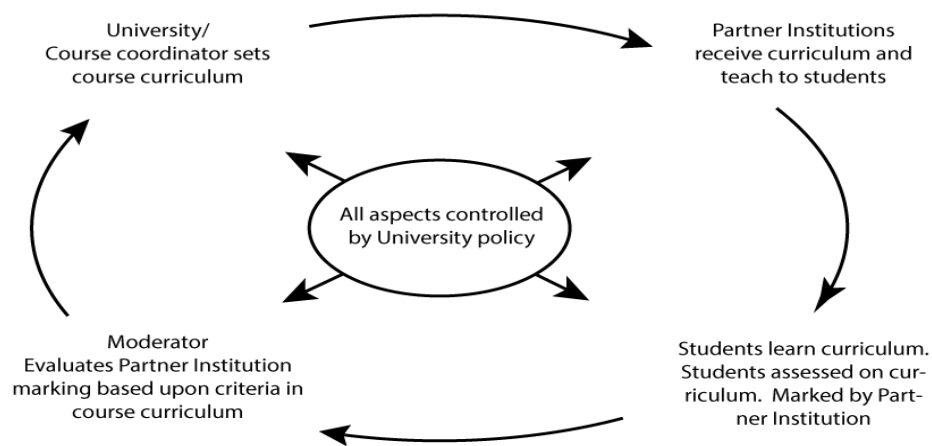 University/
Course coordinator sets
course curriculum
Partner Institutions
receive curriculum and
teach to students
All aspects controlled
by University policy
Moderator
Evaluates Partner Institution
marking based upon criteria in
course curriculum
Students learn curriculum.
Students assessed on cur-
riculum.  Marked by Part-
ner Institution